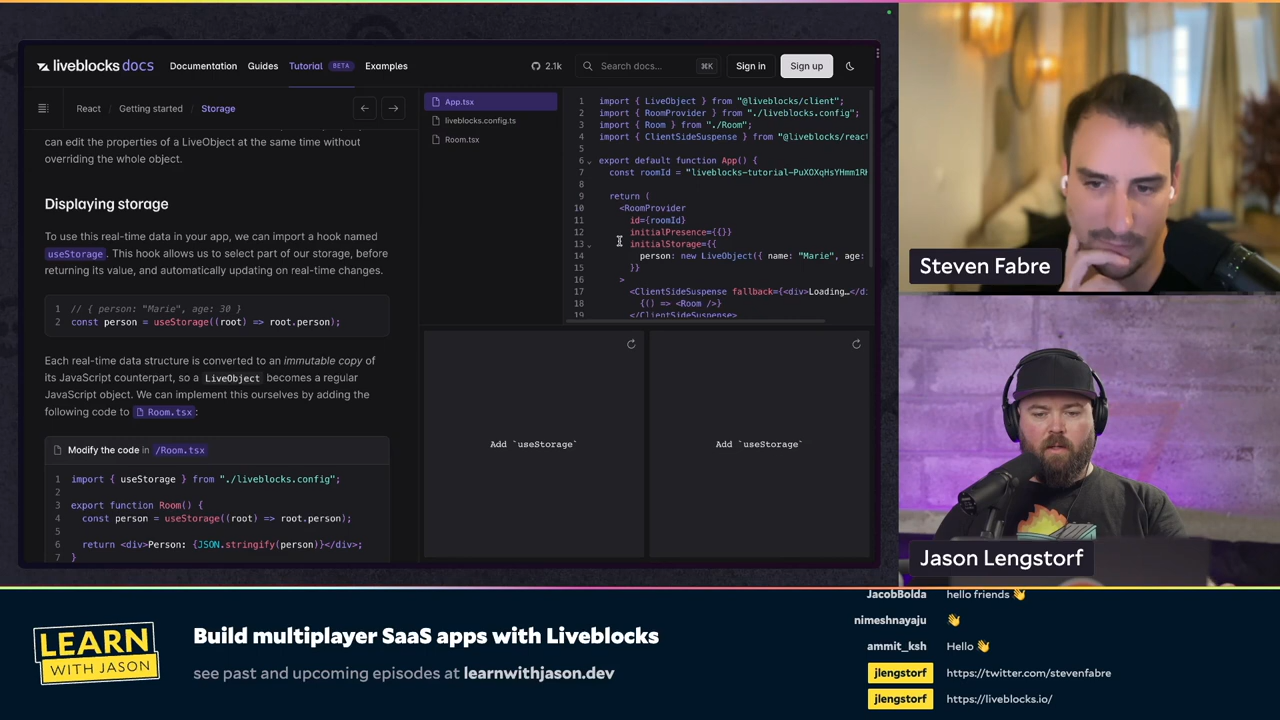 liveblocks docs
Documentation
Guides
Tutorial BETA
Examples
2.1k
Search docs...
⌘K
Sign in
Sign up
React / Getting started / Storage
can edit the properties of a LiveObject at the same time without
overriding the whole object.
Displaying storage
To use this real-time data in your app, we can import a hook named
useStorage. This hook allows us to select part of our storage, before
returning its value, and automatically updating on real-time changes.
1 // { person: "Marie", age: 30 }
2 const person = useStorage((root) => root.person);
Each real-time data structure is converted to an immutable copy of
its JavaScript counterpart, so a LiveObject becomes a regular
JavaScript object. We can implement this ourselves by adding the
following code to Room.tsx:
Modify the code in /Room.tsx
1 import { useStorage } from "./liveblocks.config";
2
3 export function Room() {
4 const person = useStorage((root) => root.person);
5
6 return <div>Person: {JSON.stringify(person)}</div>;
7 }
App.tsx
liveblocks.config.ts
Room.tsx
1 import { LiveObject } from "@liveblocks/client";
2 import { RoomProvider } from "./liveblocks.config";
3 import { Room } from "./Room";
4 import { ClientSideSuspense } from "@liveblocks/react
5
6 export default function App() {
7 const roomId = "liveblocks-tutorial-PuXOXqHsYHmm1R
8
9 return (
10 <RoomProvider
11 id={roomId}
12 initialPresence={{}}
13 initialStorage={{
14 person: new LiveObject({ name: "Marie", age:
15 }}
16 >
17 <ClientSideSuspense fallback={<div>Loading…</di
18 {() => <Room />}
19 </ClientSideSuspense>
Add `useStorage`
Add `useStorage`
Steven Fabre
Jason Lengstorf
LEARN
WITH JASON
Build multiplayer SaaS apps with Liveblocks
see past and upcoming episodes at learnwithjason.dev
JacobBolda hello friends 👋
nimeshnayaju 👋
ammit_ksh Hello 👋
jlengstorf https://twitter.com/stevenfabre
jlengstorf https://liveblocks.io/